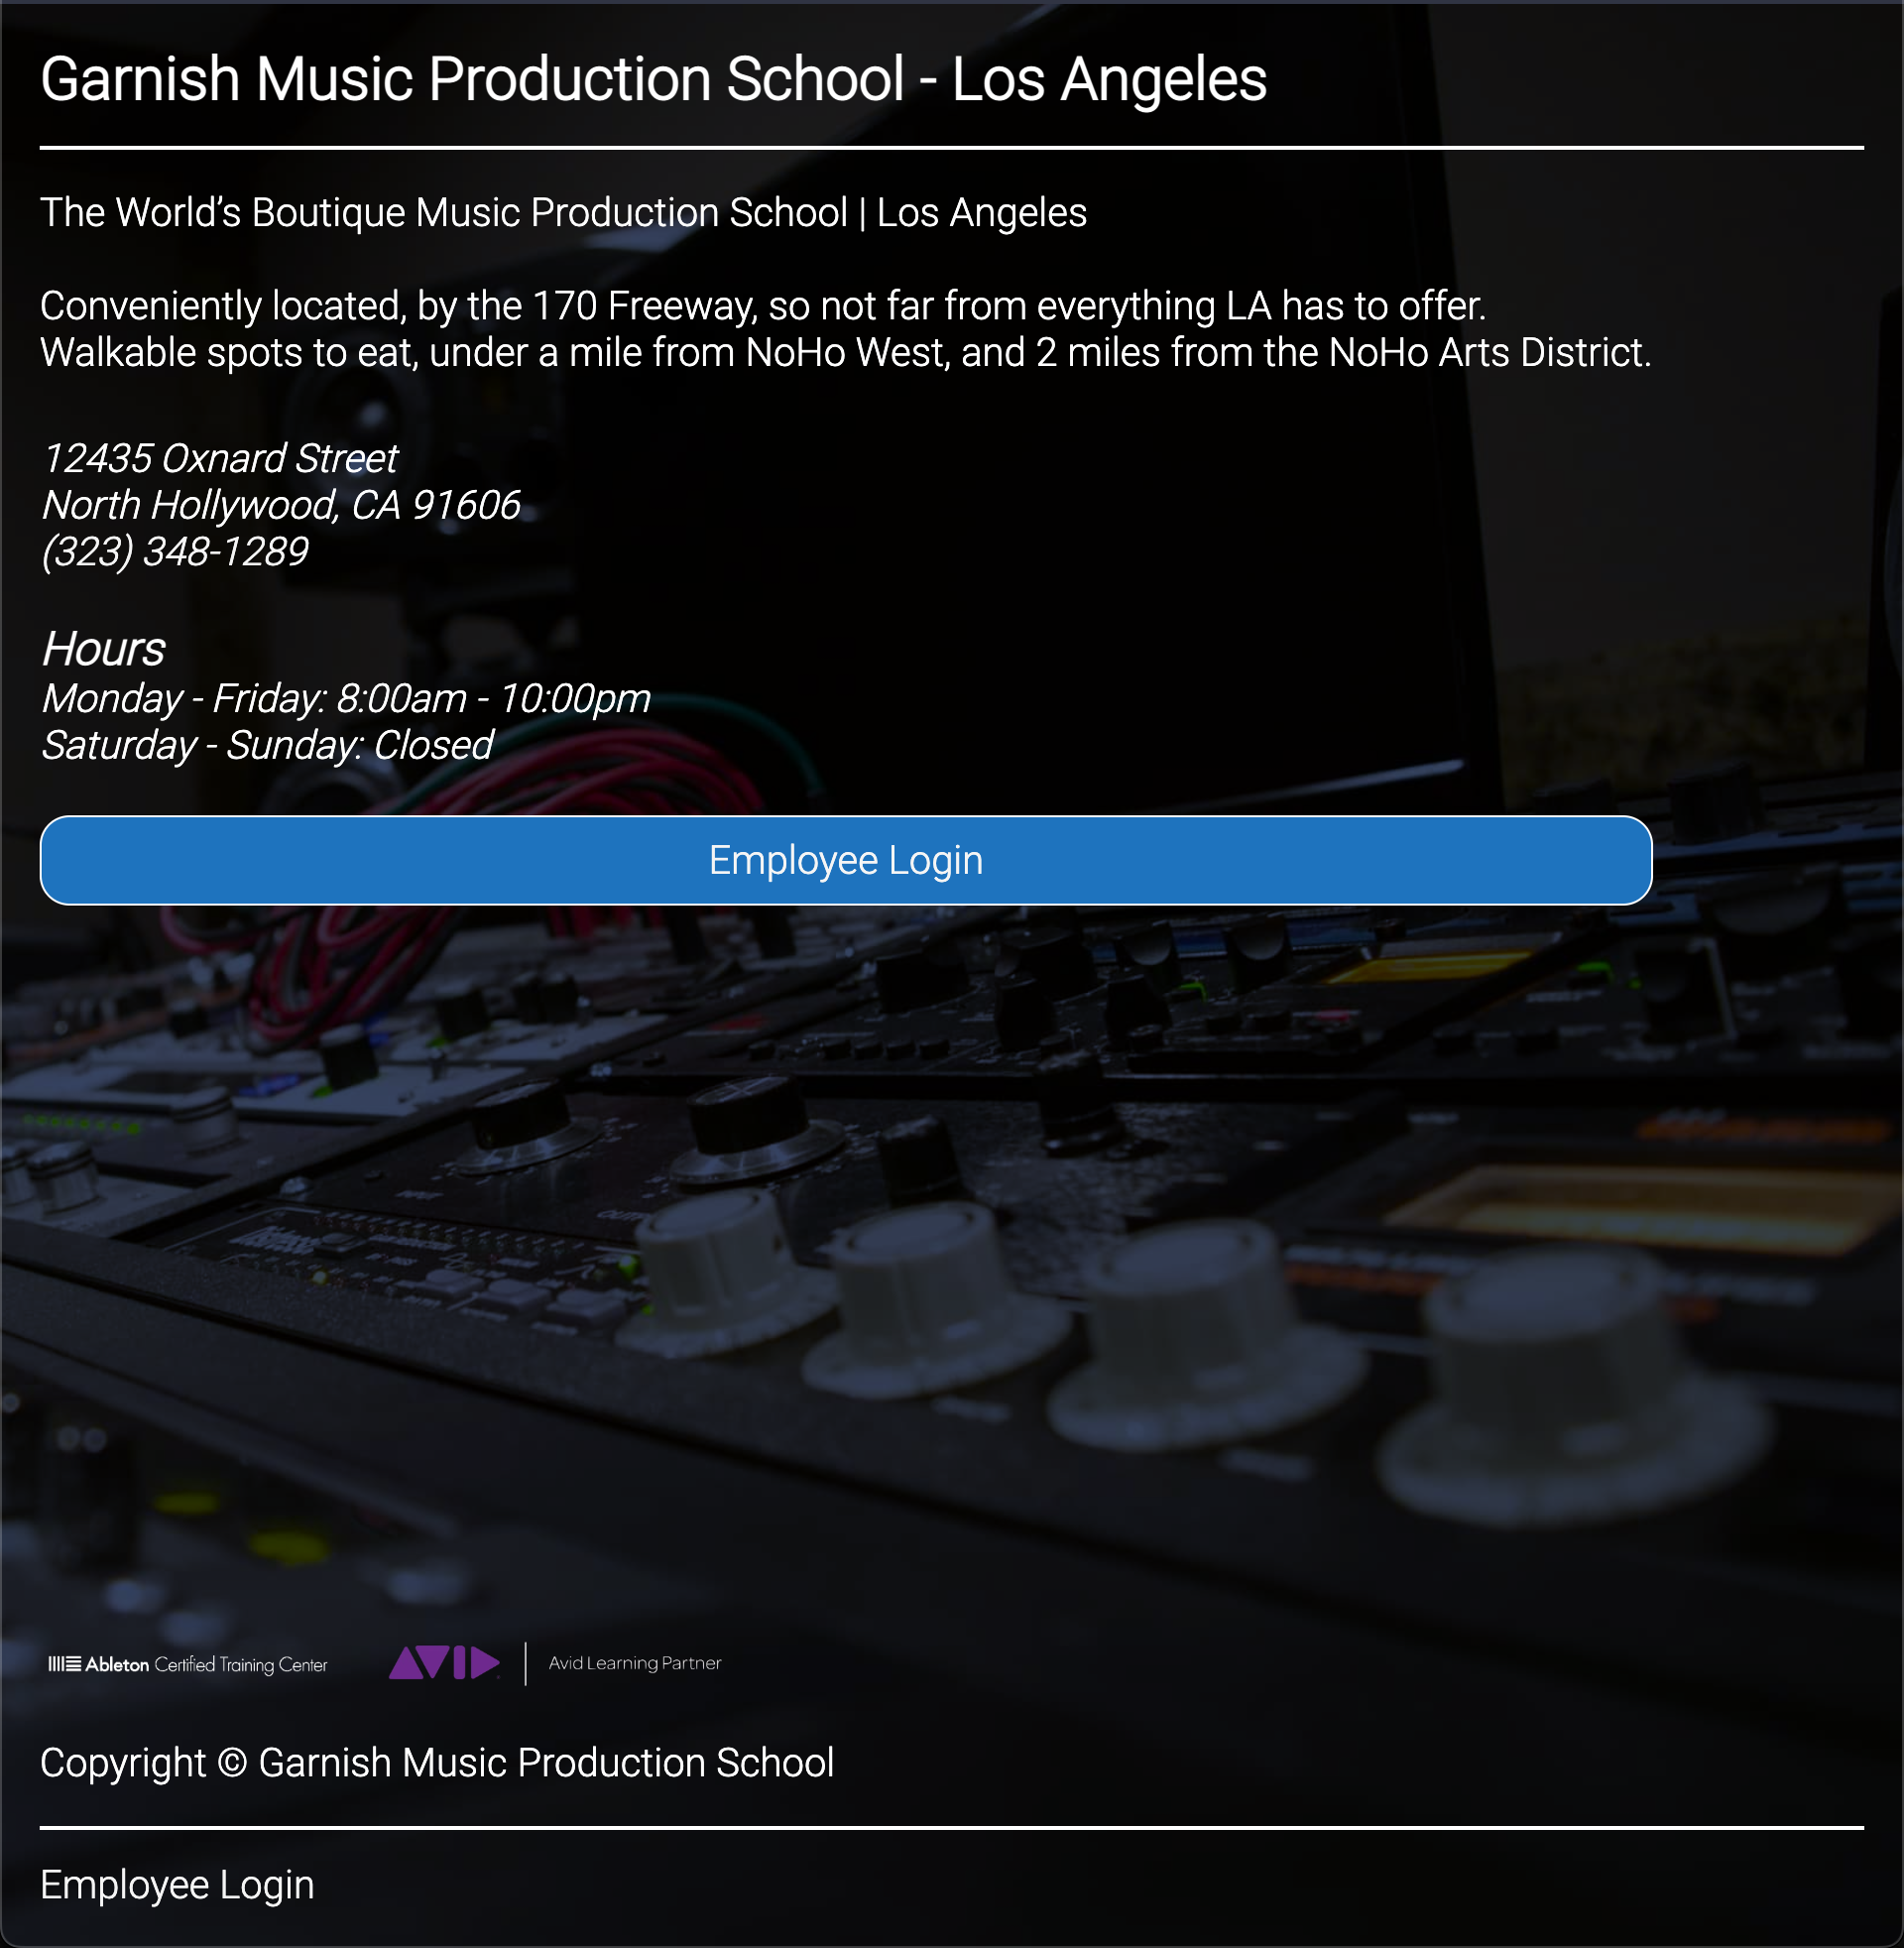 Garnish Music Production School - Los Angeles
The World’s Boutique Music Production School | Los Angeles
Conveniently located, by the 170 Freeway, so not far from everything LA has to offer.
Walkable spots to eat, under a mile from NoHo West, and 2 miles from the NoHo Arts District.
12435 Oxnard Street
North Hollywood, CA 91606
(323) 348-1289
Hours
Monday - Friday: 8:00am - 10:00pm
Saturday - Sunday: Closed
Employee Login
INPUT
Ableton Certified Training Center
AVID | Avid Learning Partner
Copyright © Garnish Music Production School
Employee Login